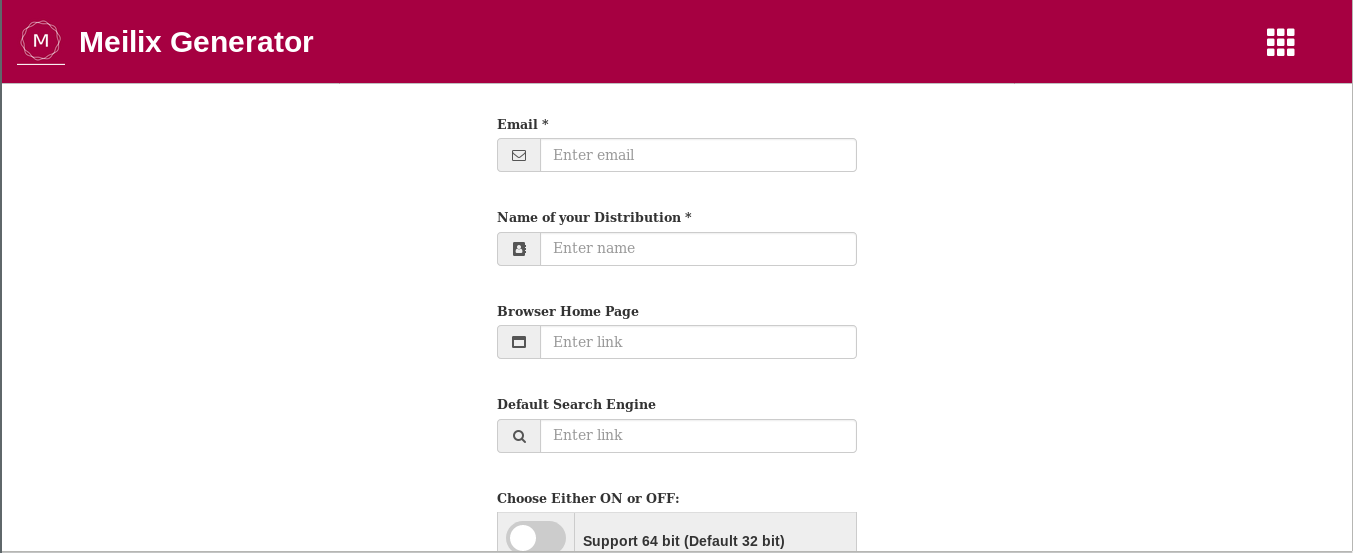 M
Meilix Generator
Email *
Enter email
Name of your Distribution *
Enter name
Browser Home Page
Enter link
Default Search Engine
Enter link
Choose Either ON or OFF:
Support 64 bit (Default 32 bit)